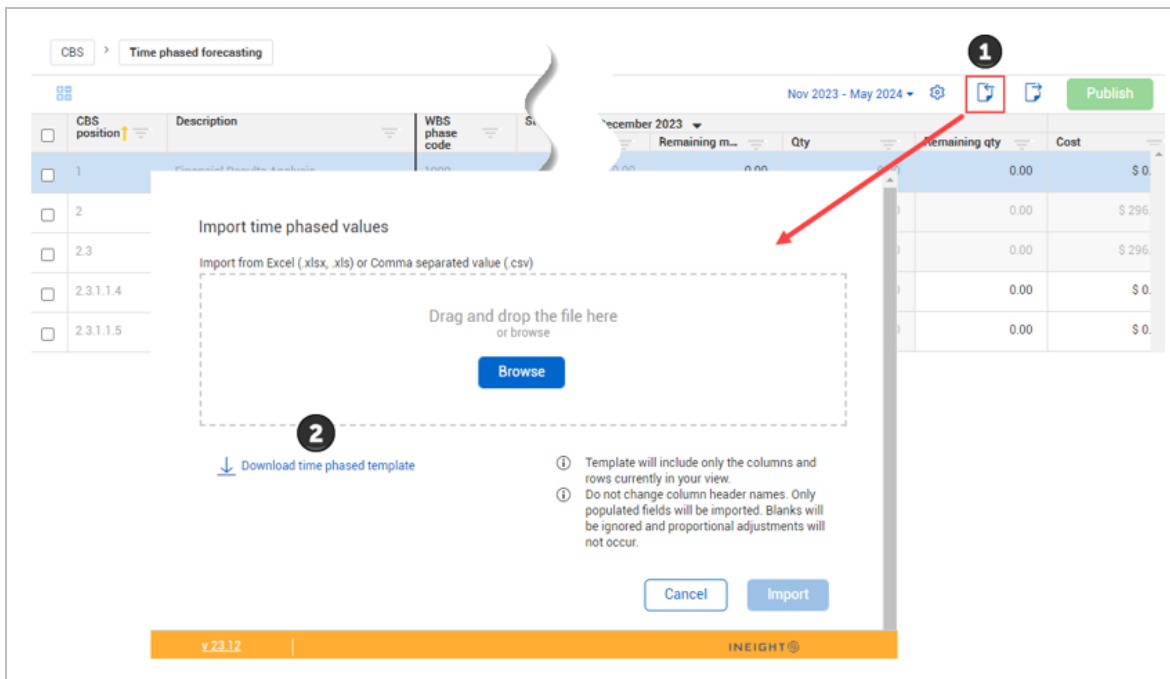 1
CBS > Time phased forecasting
Nov 2023 - May 2024
Publish
December 2023
CBS position
Description
WBS phase code
Remaining m...
Qty
Remaining qty
Cost
1
Financial Results Analysis
1000
0.00
0.00
0.00
$ 0.
2
0.00
$ 296.
2.3
0.00
$ 296.
2.3.1.1.4
0.00
$ 0.
2.3.1.1.5
0.00
$ 0.
Import time phased values
Import from Excel (.xlsx, .xls) or Comma separated value (.csv)
Drag and drop the file here
or browse
Browse
2
Download time phased template
Template will include only the columns and
rows currently in your view.
Do not change column header names. Only
populated fields will be imported. Blanks will
be ignored and proportional adjustments will
not occur.
Cancel
Import
v 23.12
INEIGHT